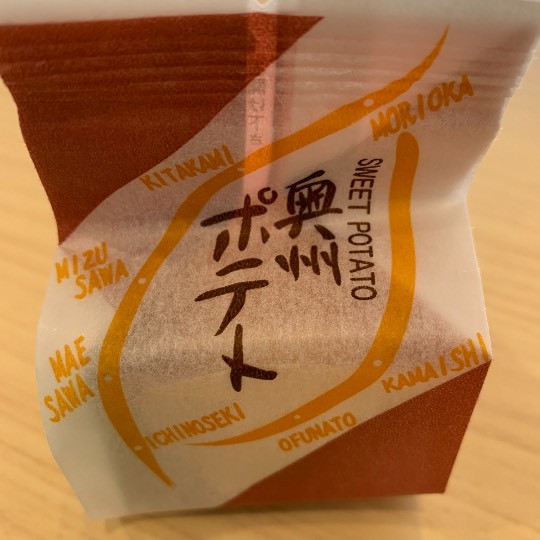 MORIOKA
KITAKAMI
SWEET POTATO
奥州
ポテト
MIZU
SAWA
MAE
SAWA
KAMAISHI
ICHINOSEKI
OFUNATO